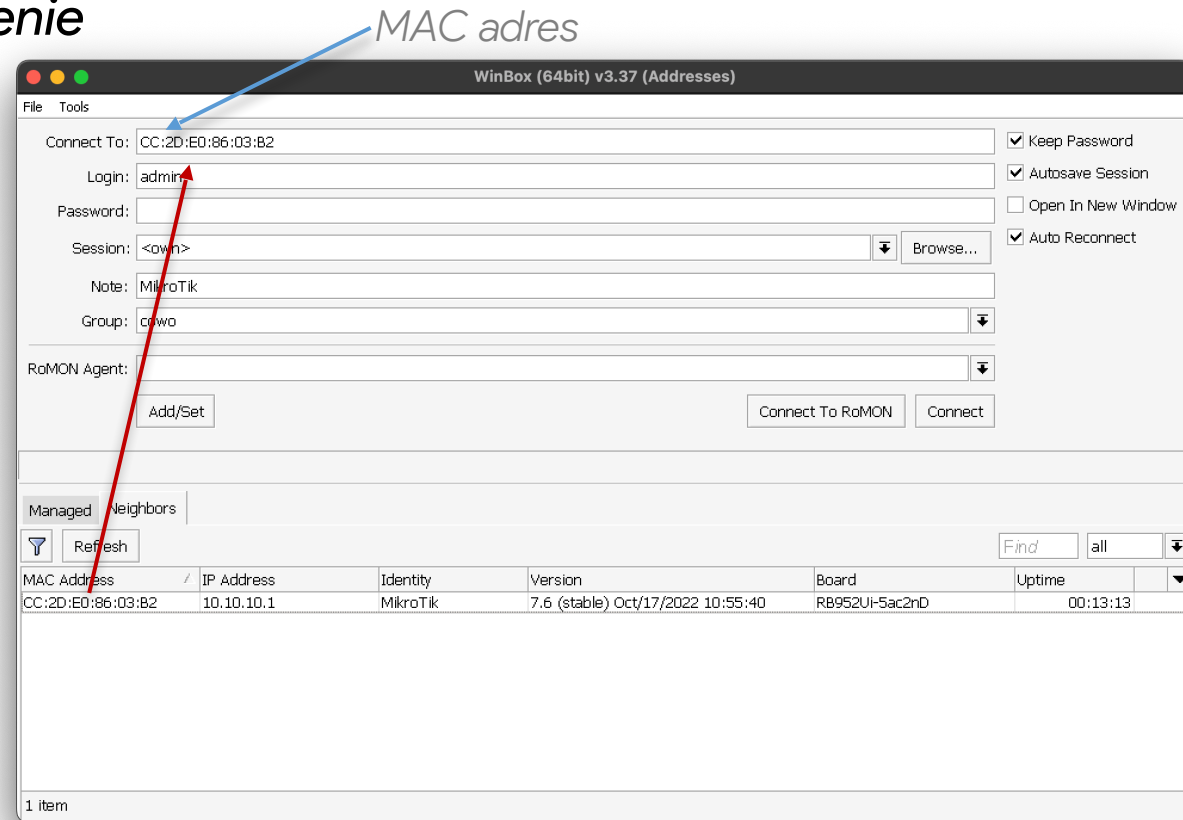 enie
MAC adres
WinBox (64bit) v3.37 (Addresses)
File Tools
Connect To: CC:2D:E0:86:03:B2
Keep Password
Login: admin
Autosave Session
Password:
Open In New Window
Session: <own> Browse...
Auto Reconnect
Note: MikroTik
Group: cowo
RoMON Agent:
Add/Set Connect To RoMON Connect
Managed Neighbors
Refresh Find all
MAC Address IP Address Identity Version Board Uptime
CC:2D:E0:86:03:B2 10.10.10.1 MikroTik 7.6 (stable) Oct/17/2022 10:55:40 RB952Ui-5ac2nD 00:13:13
1 item